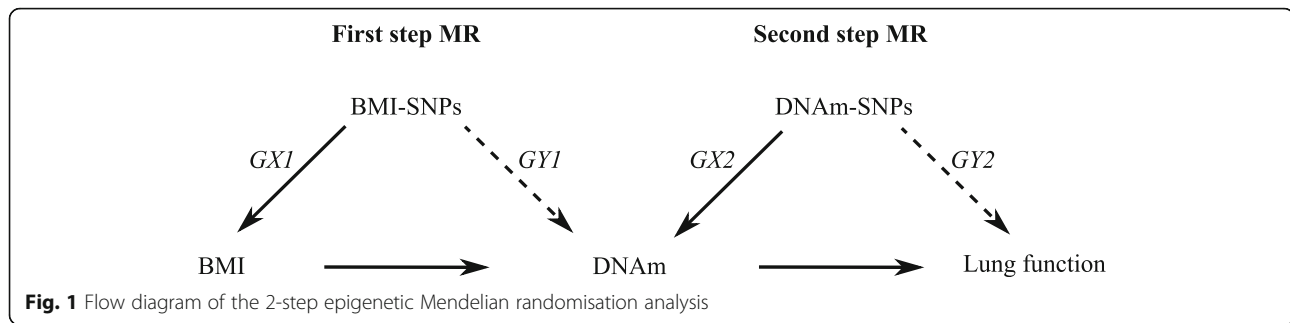 First step MR
Second step MR
BMI-SNPs
DNAm-SNPs
GX1
GY1
GX2
GY2
BMI
DNAm
Lung function
Fig. 1 Flow diagram of the 2-step epigenetic Mendelian randomisation analysis